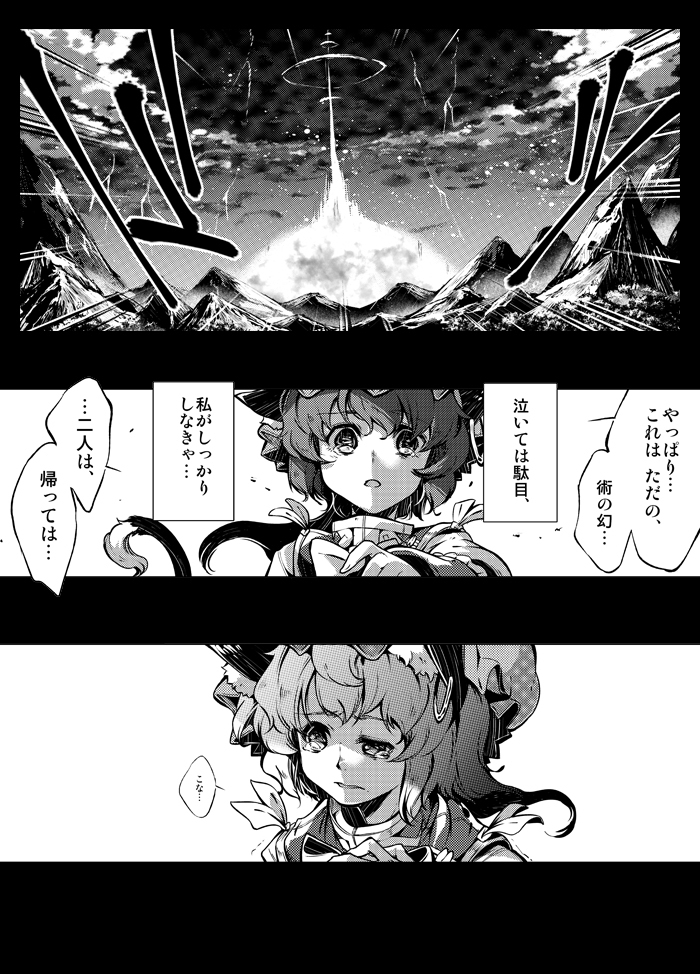 やっぱり…
これは ただの、
術の幻…
泣いては駄目、
私がしっかり
しなきゃ…
…二人は、
帰っては…
こな…